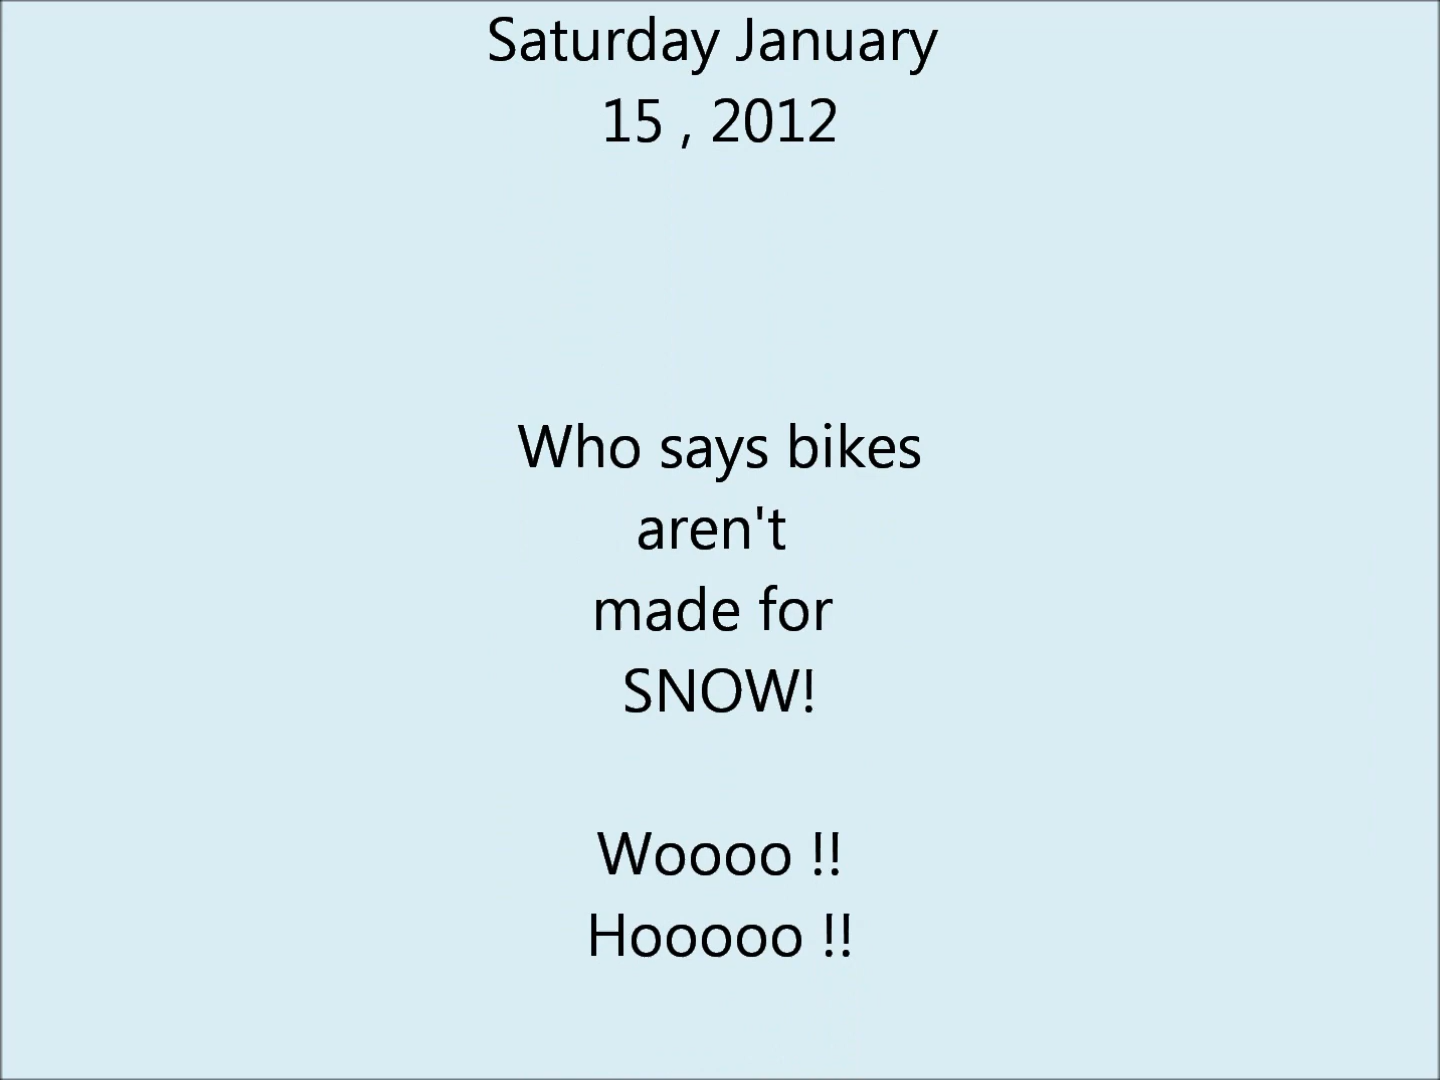 Saturday January
15 , 2012
Who says bikes
aren't
made for
SNOW!
Woooo !!
Hooooo !!